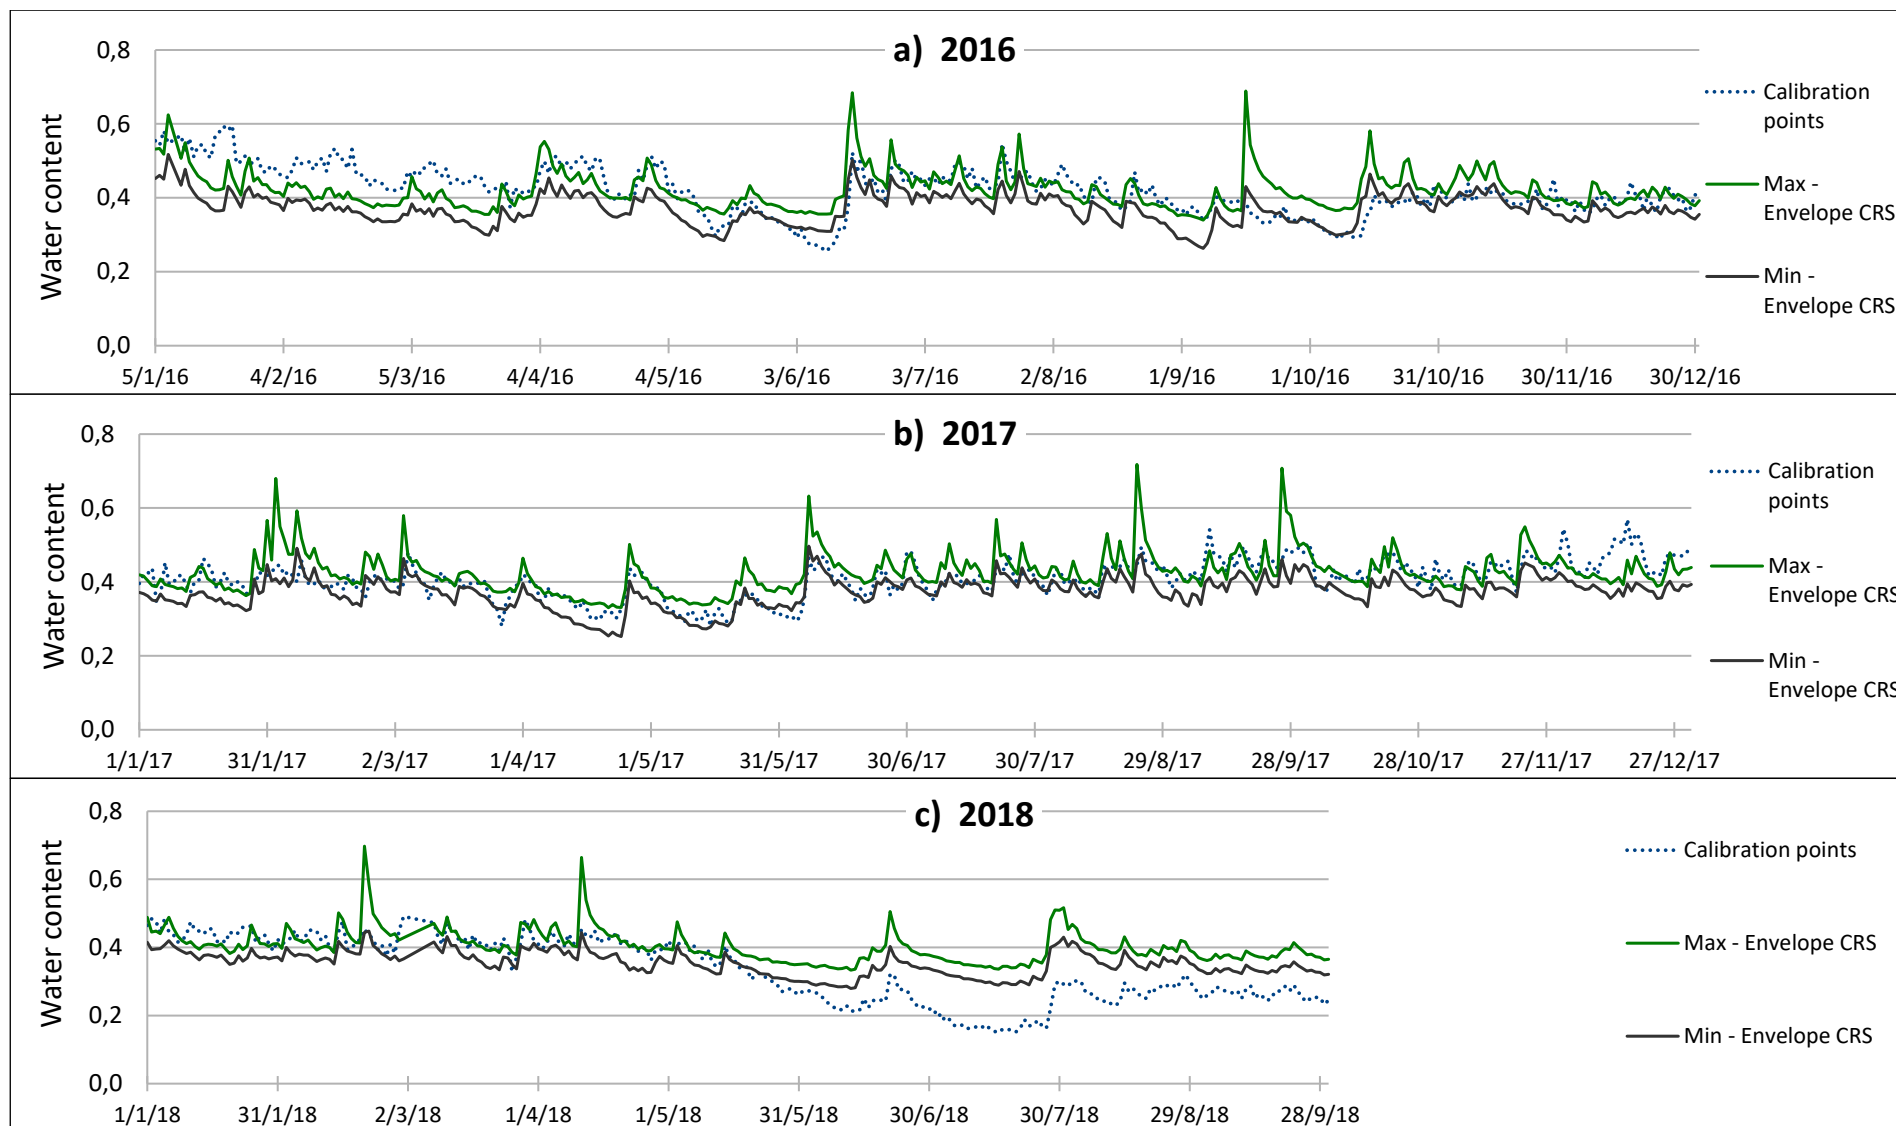 a) 2016
Water content
0,8
0,6
0,4
0,2
0,0
5/1/16 4/2/16 5/3/16 4/4/16 4/5/16 3/6/16 3/7/16 2/8/16 1/9/16 1/10/16 31/10/16 30/11/16 30/12/16
Calibration
points
Max -
Envelope CRS
Min -
Envelope CRS
b) 2017
Water content
0,8
0,6
0,4
0,2
0,0
1/1/17 31/1/17 2/3/17 1/4/17 1/5/17 31/5/17 30/6/17 30/7/17 29/8/17 28/9/17 28/10/17 27/11/17 27/12/17
Calibration
points
Max -
Envelope CRS
Min -
Envelope CRS
c) 2018
Water content
0,8
0,6
0,4
0,2
0,0
1/1/18 31/1/18 2/3/18 1/4/18 1/5/18 31/5/18 30/6/18 30/7/18 29/8/18 28/9/18
Calibration points
Max - Envelope CRS
Min - Envelope CRS